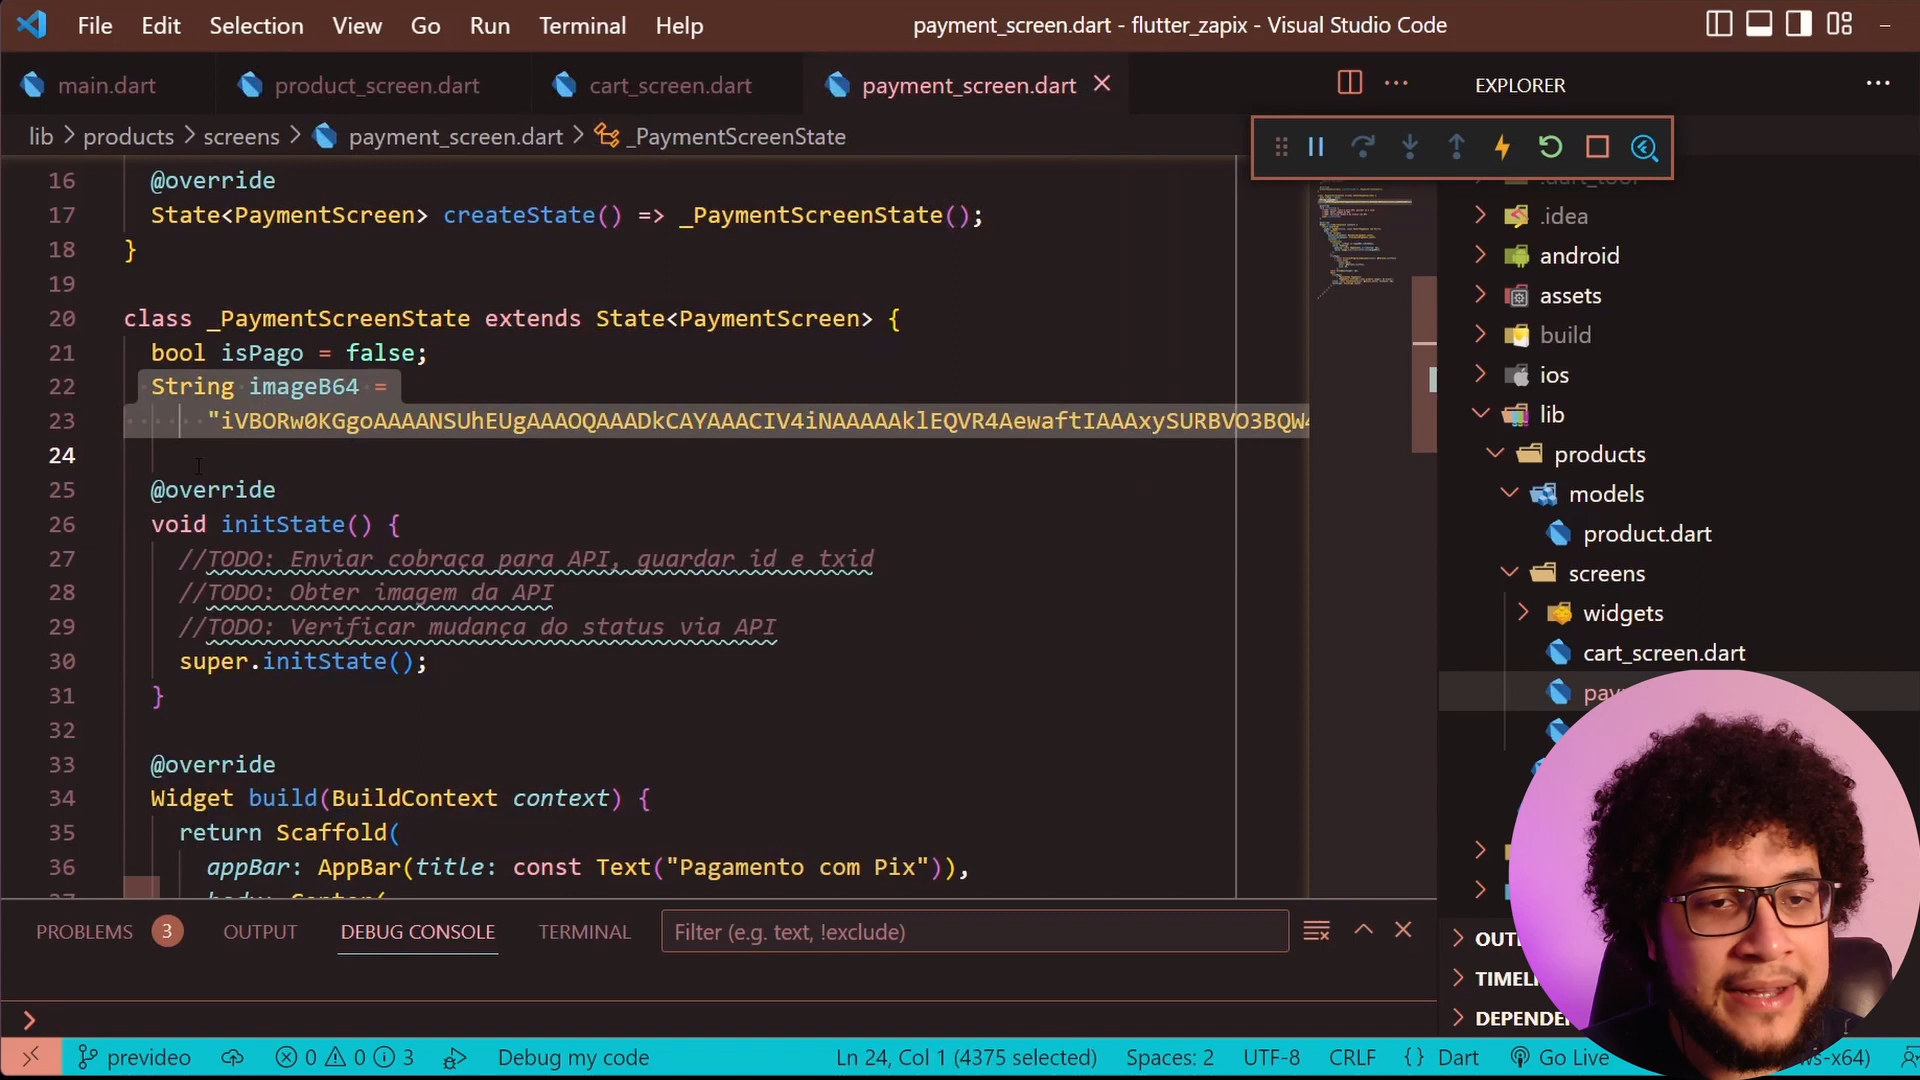 File Edit Selection View Go Run Terminal Help payment_screen.dart - flutter_zapix - Visual Studio Code
main.dart product_screen.dart cart_screen.dart payment_screen.dart
lib > products > screens > payment_screen.dart > _PaymentScreenState
16 @override
17 State<PaymentScreen> createState() => _PaymentScreenState();
18 }
19
20 class _PaymentScreenState extends State<PaymentScreen> {
21 bool isPago = false;
22 String imageB64 =
23 "iVBORw0KGgoAAAANSUhEUgAAAOQAAADkCAYAAACIV4iNAAAAAklEQVR4AewaftIAAAxySURBVO3BQW4
24
25 @override
26 void initState() {
27 //TODO: Enviar cobraça para API, guardar id e txid
28 //TODO: Obter imagem da API
29 //TODO: Verificar mudança do status via API
30 super.initState();
31 }
32
33 @override
34 Widget build(BuildContext context) {
35 return Scaffold(
36 appBar: AppBar(title: const Text("Pagamento com Pix")),
37 body: Center(
EXPLORER
.dart_tool
.idea
android
assets
build
ios
lib
products
models
product.dart
screens
widgets
cart_screen.dart
PROBLEMS 3 OUTPUT DEBUG CONSOLE TERMINAL Filter (e.g. text, !exclude)
prevideo 0 0 3 Debug my code Ln 24, Col 1 (4375 selected) Spaces: 2 UTF-8 CRLF {} Dart Go Live